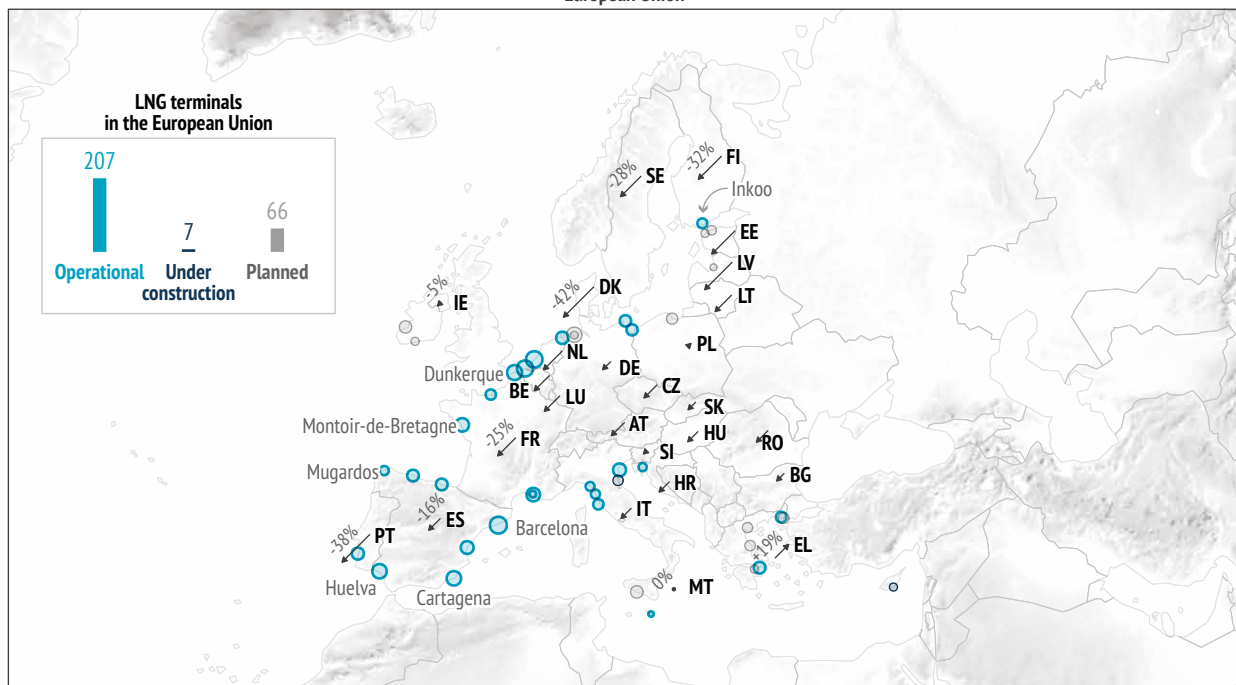 European Union
LNG terminals
in the European Union
207
7
66
Operational
Under
construction
Planned
-32%
FI
-28%
SE
Inkoo
EE
LV
-42%
DK
LT
-5%
IE
PL
NL
DE
Dunkerque
BE
CZ
LU
SK
AT
Montoir-de-Bretagne
-25%
FR
HU
RO
SI
Mugardos
BG
HR
-16%
ES
IT
Barcelona
-38%
PT
+19%
EL
0%
MT
Huelva
Cartagena